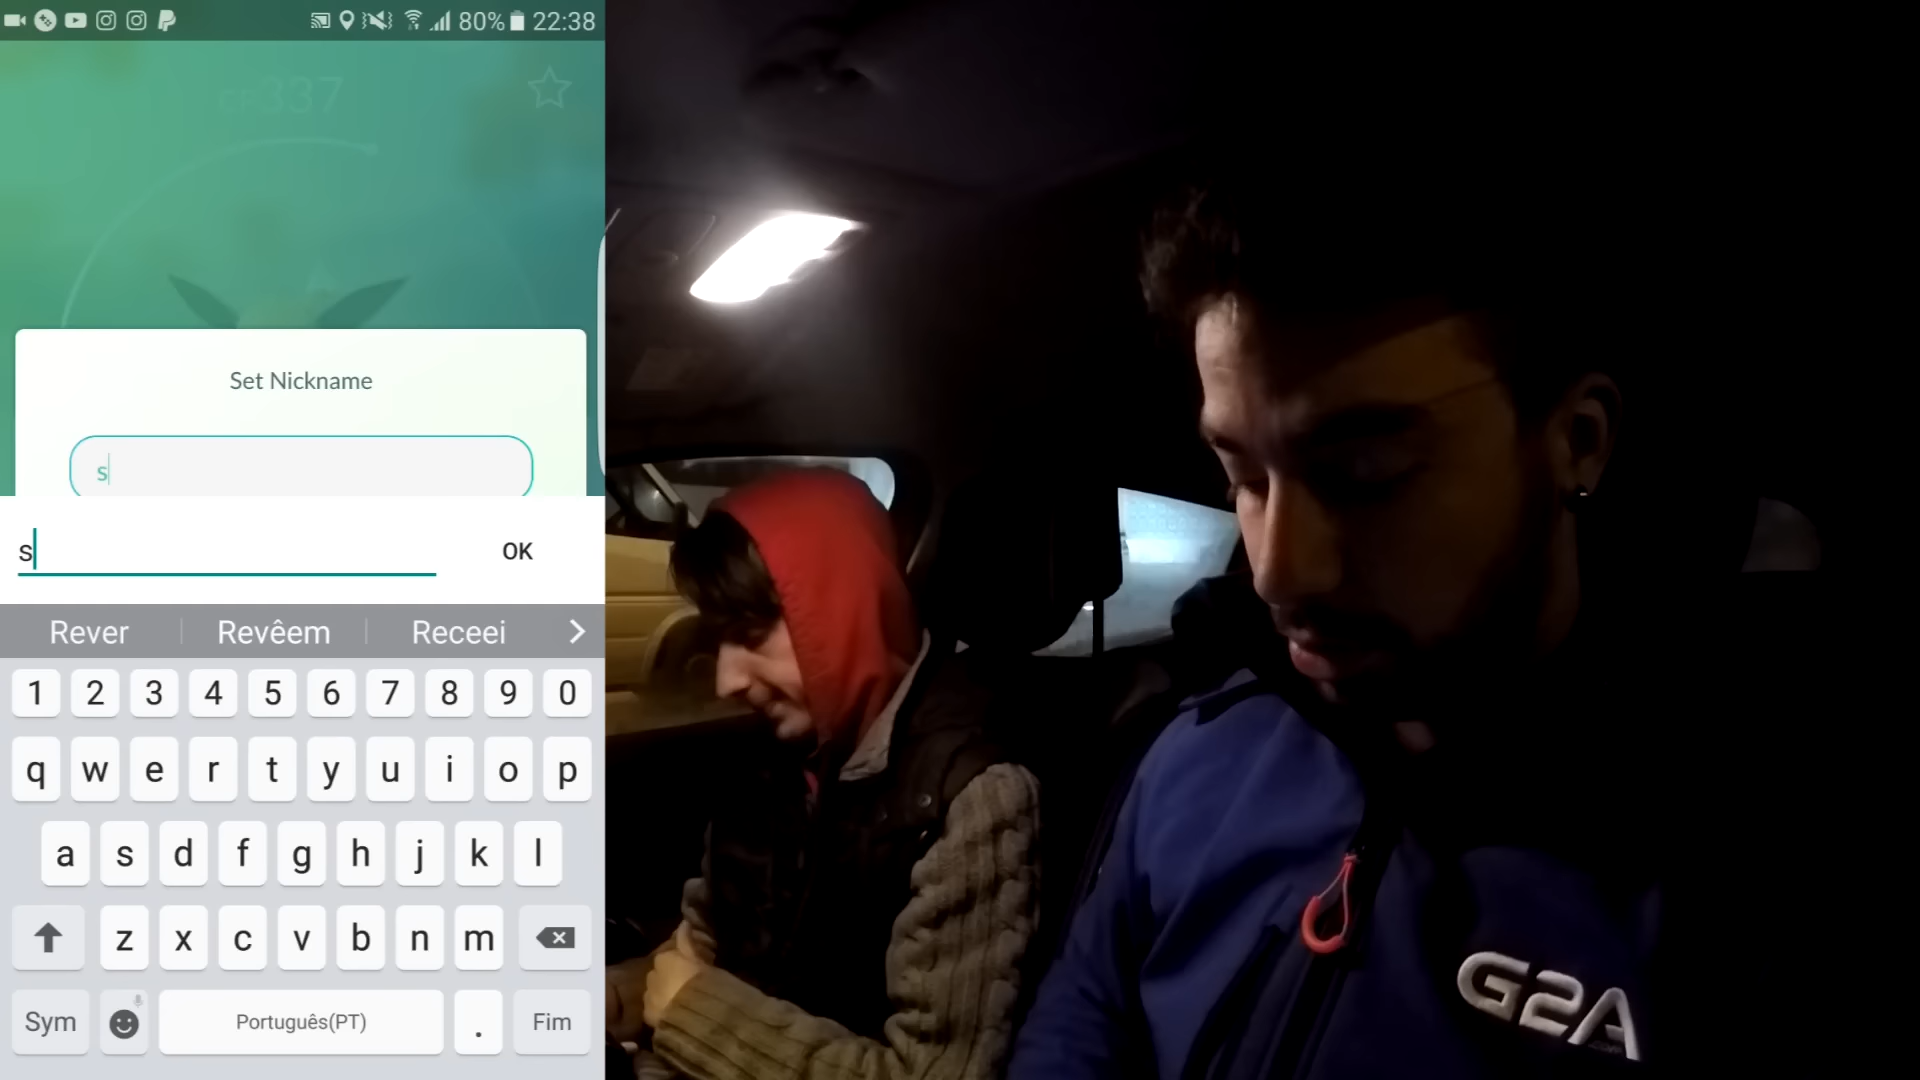 80% 22:38
CP337
Set Nickname
s
s
OK
Rever Revêem Receei
1 2 3 4 5 6 7 8 9 0
q w e r t y u i o p
a s d f g h j k l
z x c v b n m
Sym Português(PT) . Fim
G2A